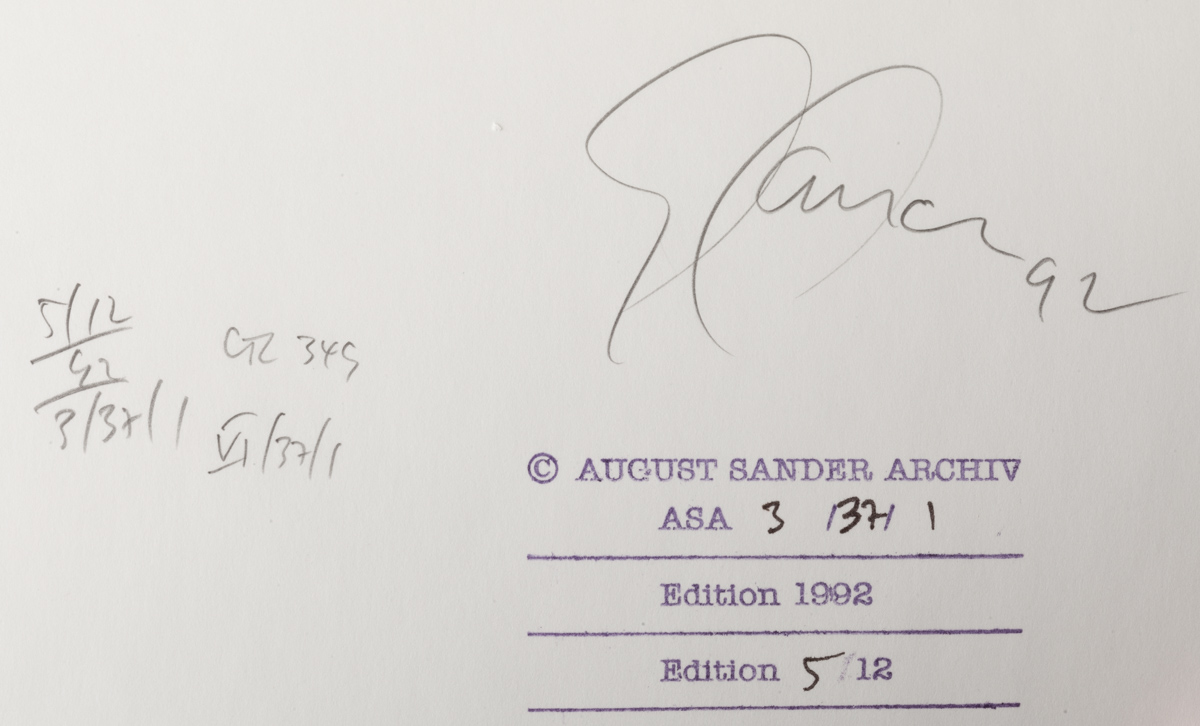 92
5/12
92
3/37/1
GR 349
VI/37/1
© AUGUST SANDER ARCHIV
ASA 3 /37/ 1
Edition 1992
Edition 5/12